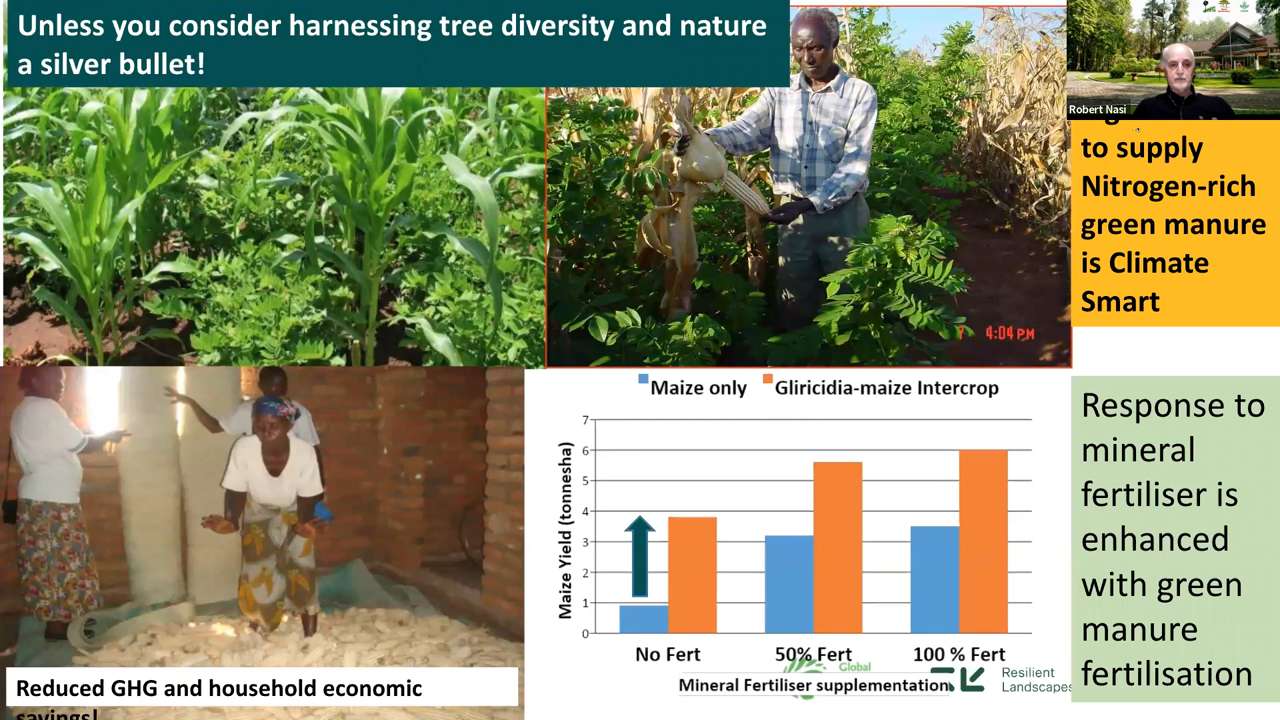 Unless you consider harnessing tree diversity and nature
a silver bullet!
Robert Nasi
to supply
Nitrogen-rich
green manure
is Climate
Smart
4:04 PM
Maize only
Gliricidia-maize Intercrop
Maize Yield (tonnesha)
7
6
5
4
3
2
1
0
No Fert
50% Fert
100 % Fert
Mineral Fertiliser supplementation
Global
Resilient
Landscapes
Response to
mineral
fertiliser is
enhanced
with green
manure
fertilisation
Reduced GHG and household economic
savings!